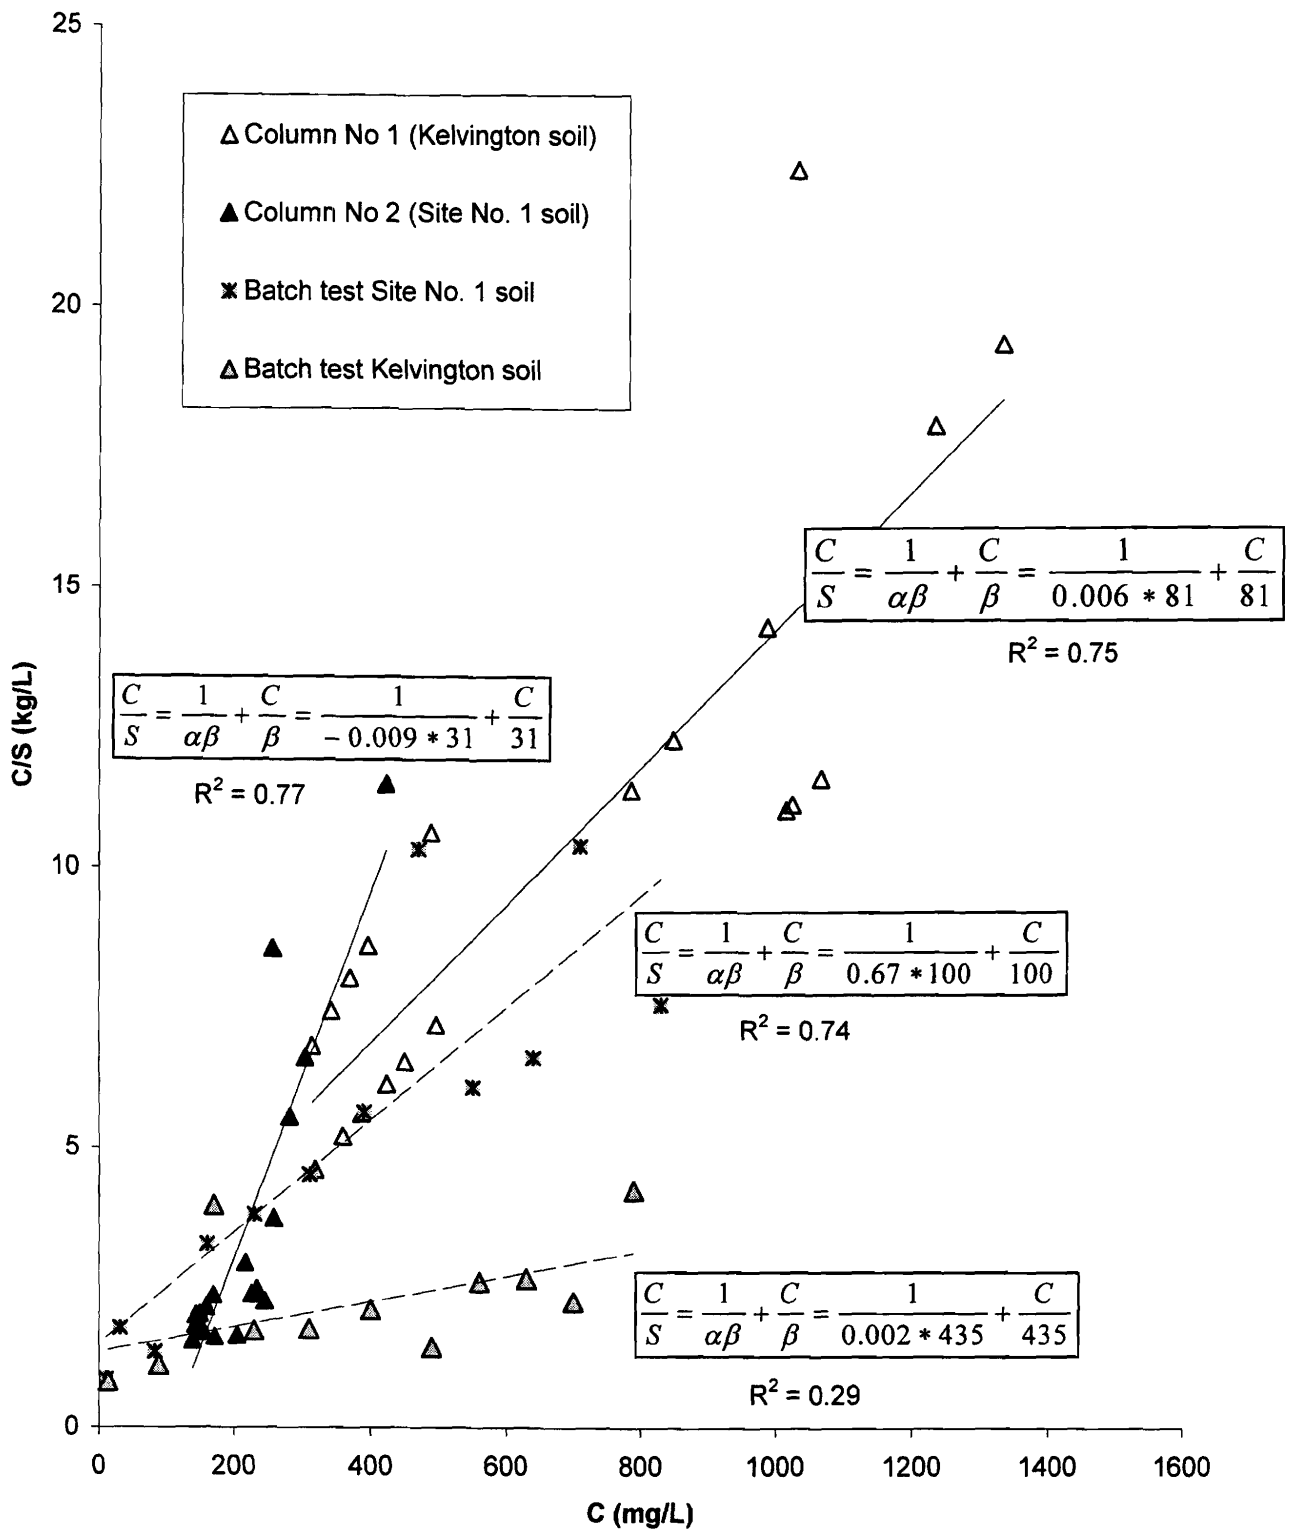 25
Column No 1 (Kelvington soil)
Column No 2 (Site No. 1 soil)
Batch test Site No. 1 soil
Batch test Kelvington soil
20
15
C/S = 1/αβ + C/β = 1/0.006 * 81 + C/81
R² = 0.75
C/S = 1/αβ + C/β = 1/− 0.009 * 31 + C/31
R² = 0.77
C/S (kg/L)
10
C/S = 1/αβ + C/β = 1/0.67 * 100 + C/100
R² = 0.74
5
C/S = 1/αβ + C/β = 1/0.002 * 435 + C/435
R² = 0.29
0
0 200 400 600 800 1000 1200 1400 1600
C (mg/L)